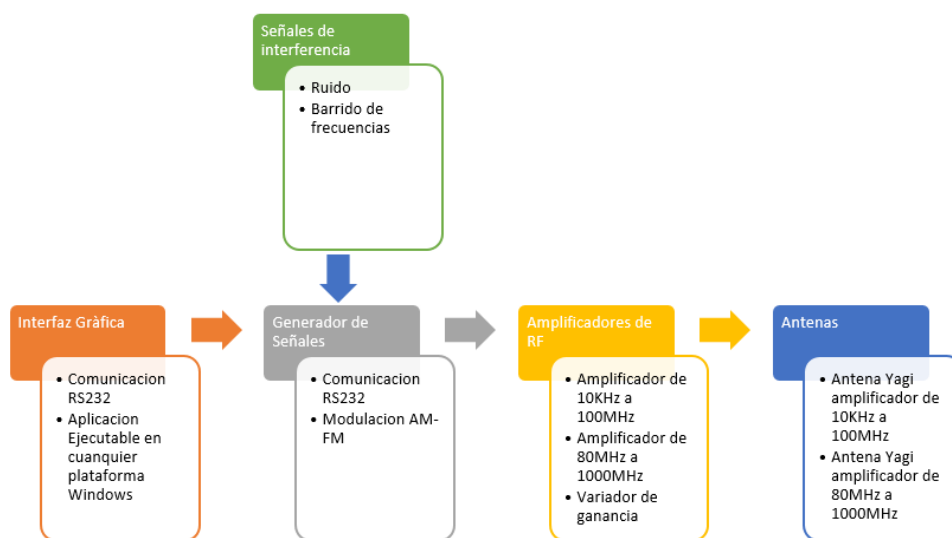 Señales de
interferencia
• Ruido
• Barrido de
frecuencias
Interfaz Gràfica
• Comunicacion
RS232
• Aplicacion
Ejecutable en
cuanquier
plataforma
Windows
Generador de
Señales
• Comunicacion
RS232
• Modulacion AM-
FM
Amplificadores de
RF
• Amplificador de
10KHz a
100MHz
• Amplificador de
80MHz a
1000MHz
• Variador de
ganancia
Antenas
• Antena Yagi
amplificador de
10KHz a
100MHz
• Antena Yagi
amplificador de
80MHz a
1000MHz